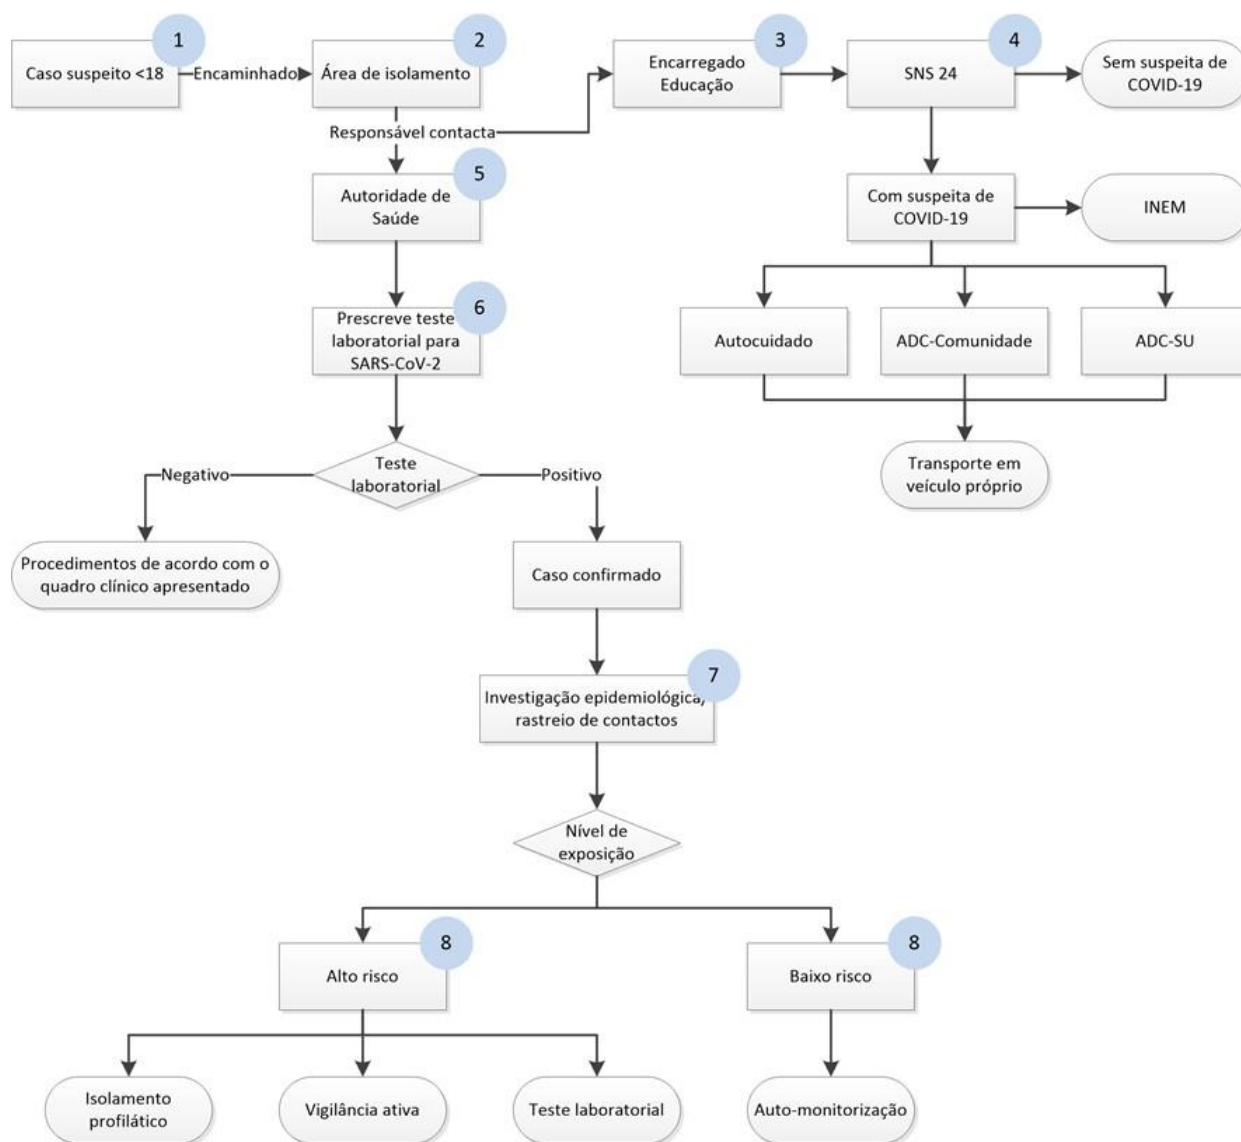 1
Caso suspeito <18
Encaminhado
2
Área de isolamento
3
Encarregado
Educação
4
SNS 24
Sem suspeita de
COVID-19
Responsável contacta
5
Autoridade de
Saúde
Com suspeita de
COVID-19
INEM
6
Prescreve teste
laboratorial para
SARS-CoV-2
Autocuidado
ADC-Comunidade
ADC-SU
Transporte em
veículo próprio
Teste
laboratorial
Negativo
Positivo
Procedimentos de acordo com o
quadro clínico apresentado
Caso confirmado
7
Investigação epidemiológica/
rastreio de contactos
Nível de
exposição
8
Alto risco
8
Baixo risco
Isolamento
profilático
Vigilância ativa
Teste laboratorial
Auto-monitorização